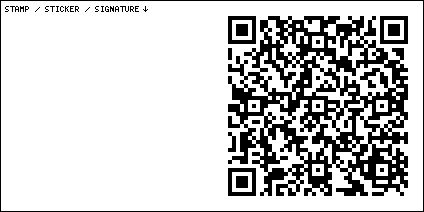 STAMP / STICKER / SIGNATURE ↓